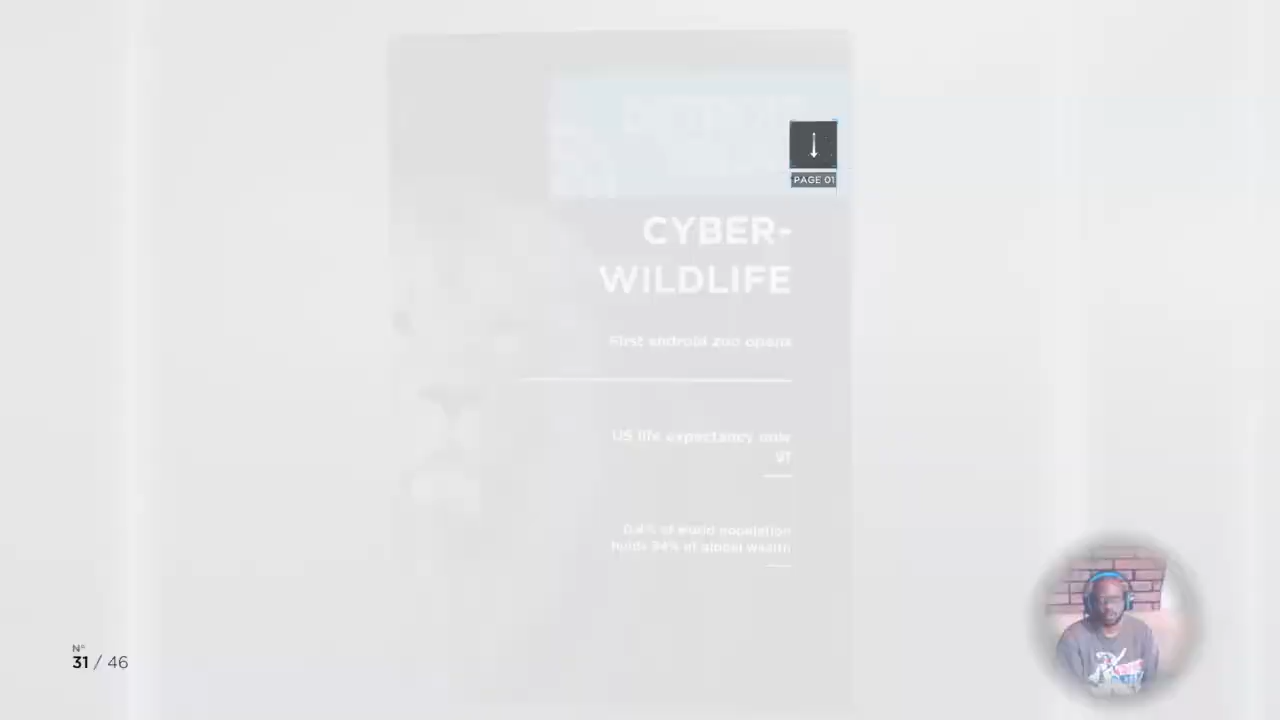 PAGE 01
CYBER-
WILDLIFE
First android zoo opens
US life expectancy now
91
0.4% of world population
holds 94% of global wealth
N°
31 / 46